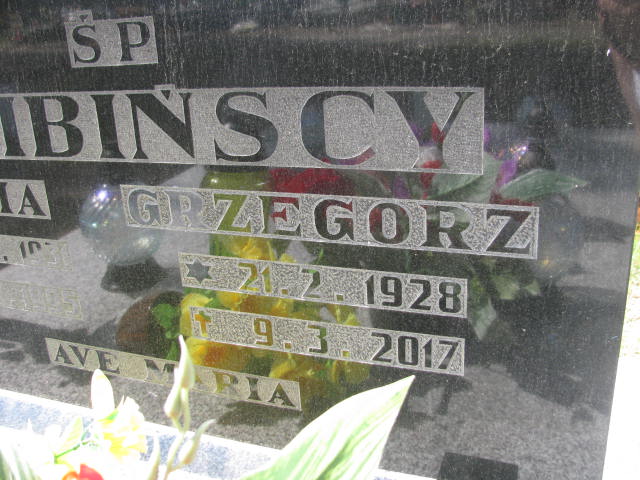 ŚP
IBIŃSCY
GRZEGORZ
21.2.1928
9.3.2017
AVE MARIA